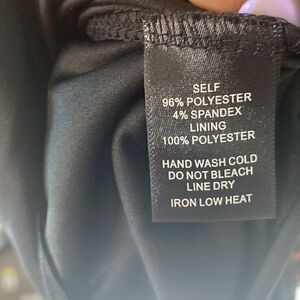 SELF
96% POLYESTER
4% SPANDEX
LINING
100% POLYESTER
HAND WASH COLD
DO NOT BLEACH
LINE DRY
IRON LOW HEAT